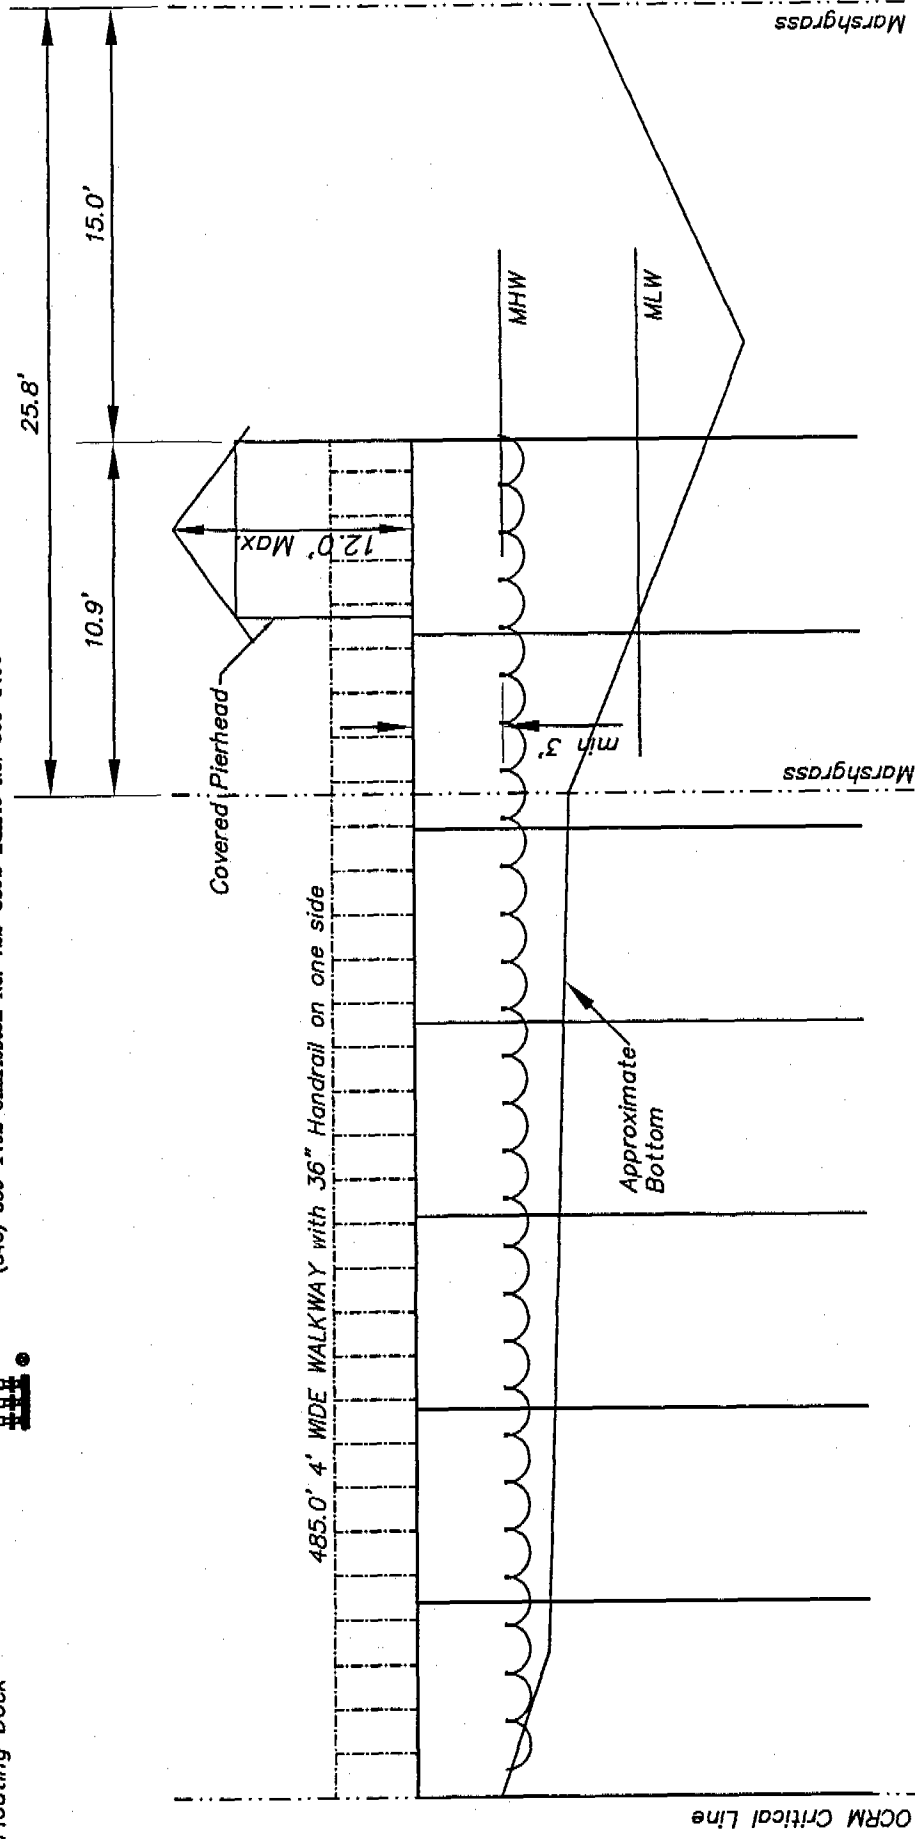 Floating Dock
25.8'
10.9'
15.0'
Covered Pierhead
12.0' Max
485.0' 4' WIDE WALKWAY with 36" Handrail on one side
min 3'
MHW
MLW
Approximate
Bottom
OCRM Critical Line
Marshgrass
Marshgrass